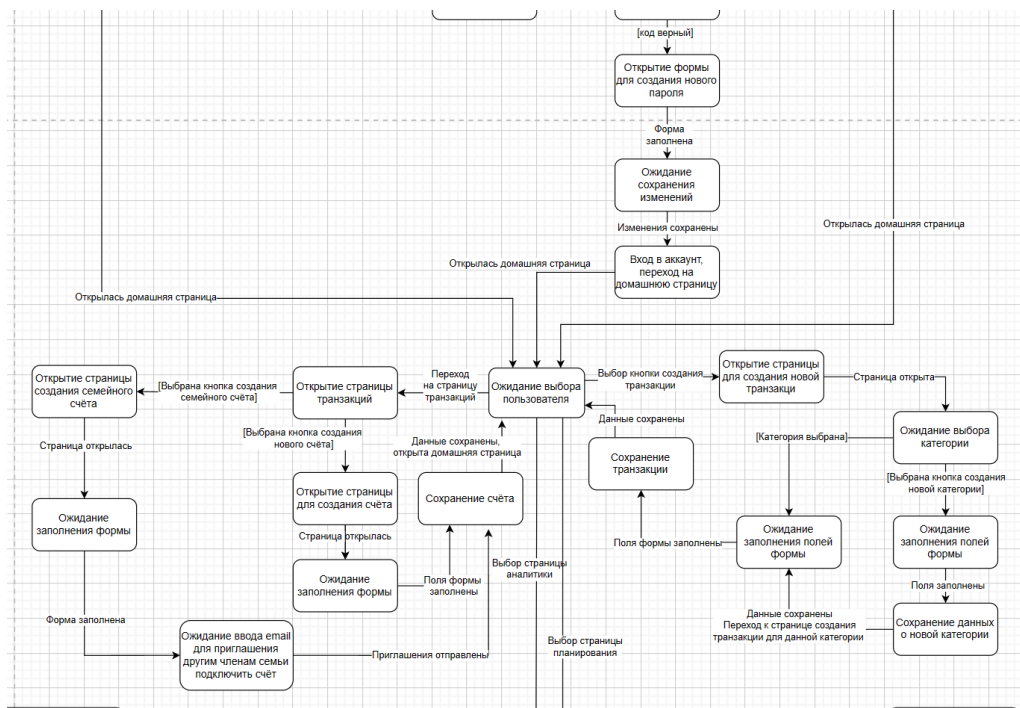 [код верный]
Открытие формы
для создания нового
пароля
Форма
заполнена
Ожидание
сохранения
изменений
Изменения сохранены
Открылась домашняя страница
Вход в аккаунт,
переход на
домашнюю страницу
Открылась домашняя страница
Открылась домашняя страница
Открытие страницы
создания семейного
счёта
[Выбрана кнопка создания
семейного счёта]
Открытие страницы
транзакций
Переход
на страницу
транзакций
Ожидание выбора
пользователя
Выбор кнопки создания
транзакции
Открытие страницы
для создания новой
транзакци
Страница открыта
Ожидание выбора
категории
[Категория выбрана]
Данные сохранены
Сохранение
транзакции
[Выбрана кнопка создания
нового счёта]
Данные сохранены,
открыта домашняя страница
Страница открылась
Открытие страницы
для создания счёта
Сохранение счёта
[Выбрана кнопка создания
новой категории]
Ожидание
заполнения формы
Страница открылась
Ожидание
заполнения формы
Поля формы
заполнены
Выбор страницы
аналитики
Поля формы заполнены
Ожидание
заполнения полей
формы
Ожидание
заполнения полей
формы
Поля заполнены
Сохранение данных
о новой категории
Данные сохранены
Переход к странице создания
транзакции для данной категории
Форма заполнена
Ожидание ввода email
для приглашения
другим членам семьи
подключить счёт
Приглашения отправлены
Выбор страницы
планирования